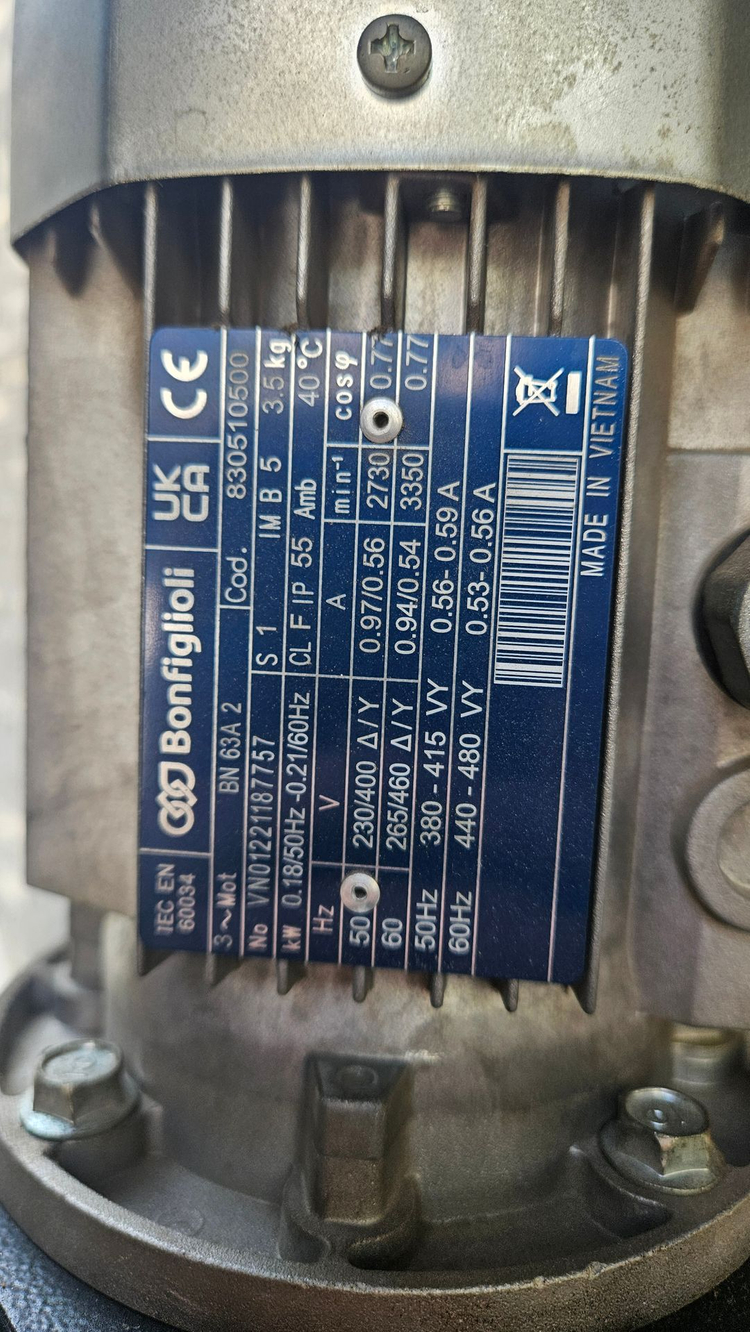 IEC EN 60034 Bonfiglioli UK CA CE
3~Mot BN 63A 2 Cod. 830510500
No VN01221187757 S 1 IM B 5 3.5 kg
kW 0.18/50Hz -0.21/60Hz CL F IP 55 Amb 40 °C
Hz V A min-1 cosφ
50 230/400 Δ/Y 0.97/0.56 2730 0.77
60 265/460 Δ/Y 0.94/0.54 3350 0.77
50Hz 380 - 415 VY 0.56- 0.59 A
60Hz 440 - 480 VY 0.53- 0.56 A
MADE IN VIETNAM